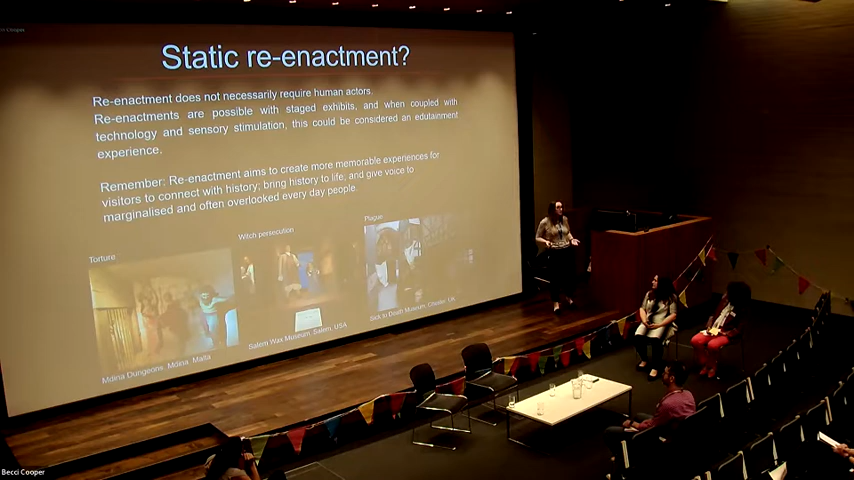 Static re-enactment?
Re-enactment does not necessarily require human actors.
Re-enactments are possible with staged exhibits, and when coupled with
technology and sensory stimulation, this could be considered an edutainment
experience.
Remember: Re-enactment aims to create more memorable experiences for
visitors to connect with history; bring history to life; and give voice to
marginalised and often overlooked every day people.
Torture
Witch persecution
Plague
Mdina Dungeons, Mdina, Malta
Salem Wax Museum, Salem, USA
Sick to Death Museum, Chester, UK
Becci Cooper